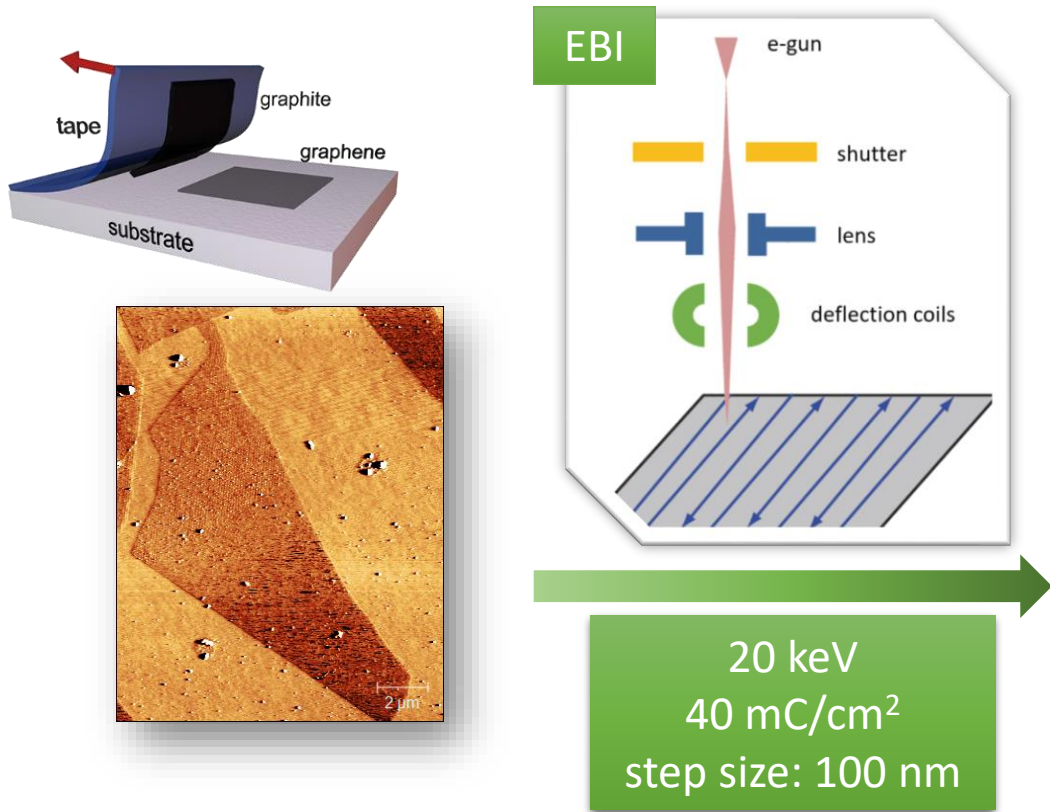 graphite
tape
graphene
substrate
2 µm
EBI
e-gun
shutter
lens
deflection coils
20 keV
40 mC/cm²
step size: 100 nm